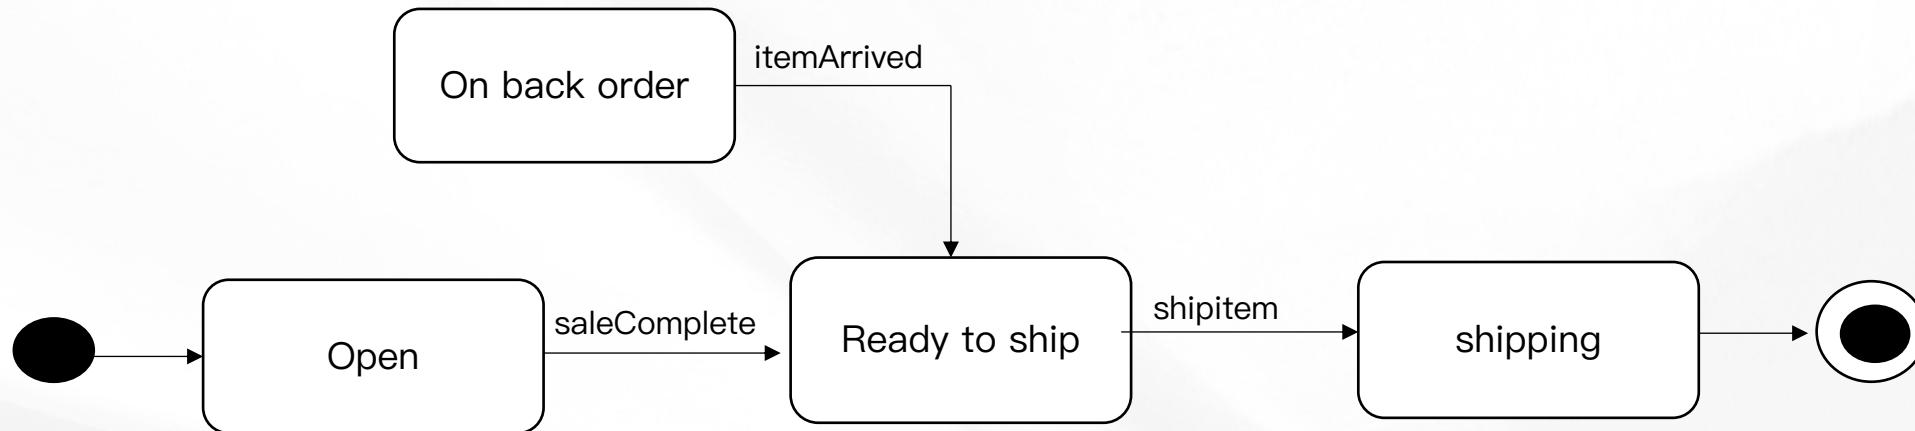 itemArrived
On back order
saleComplete
shipitem
Open
Ready to ship
shipping